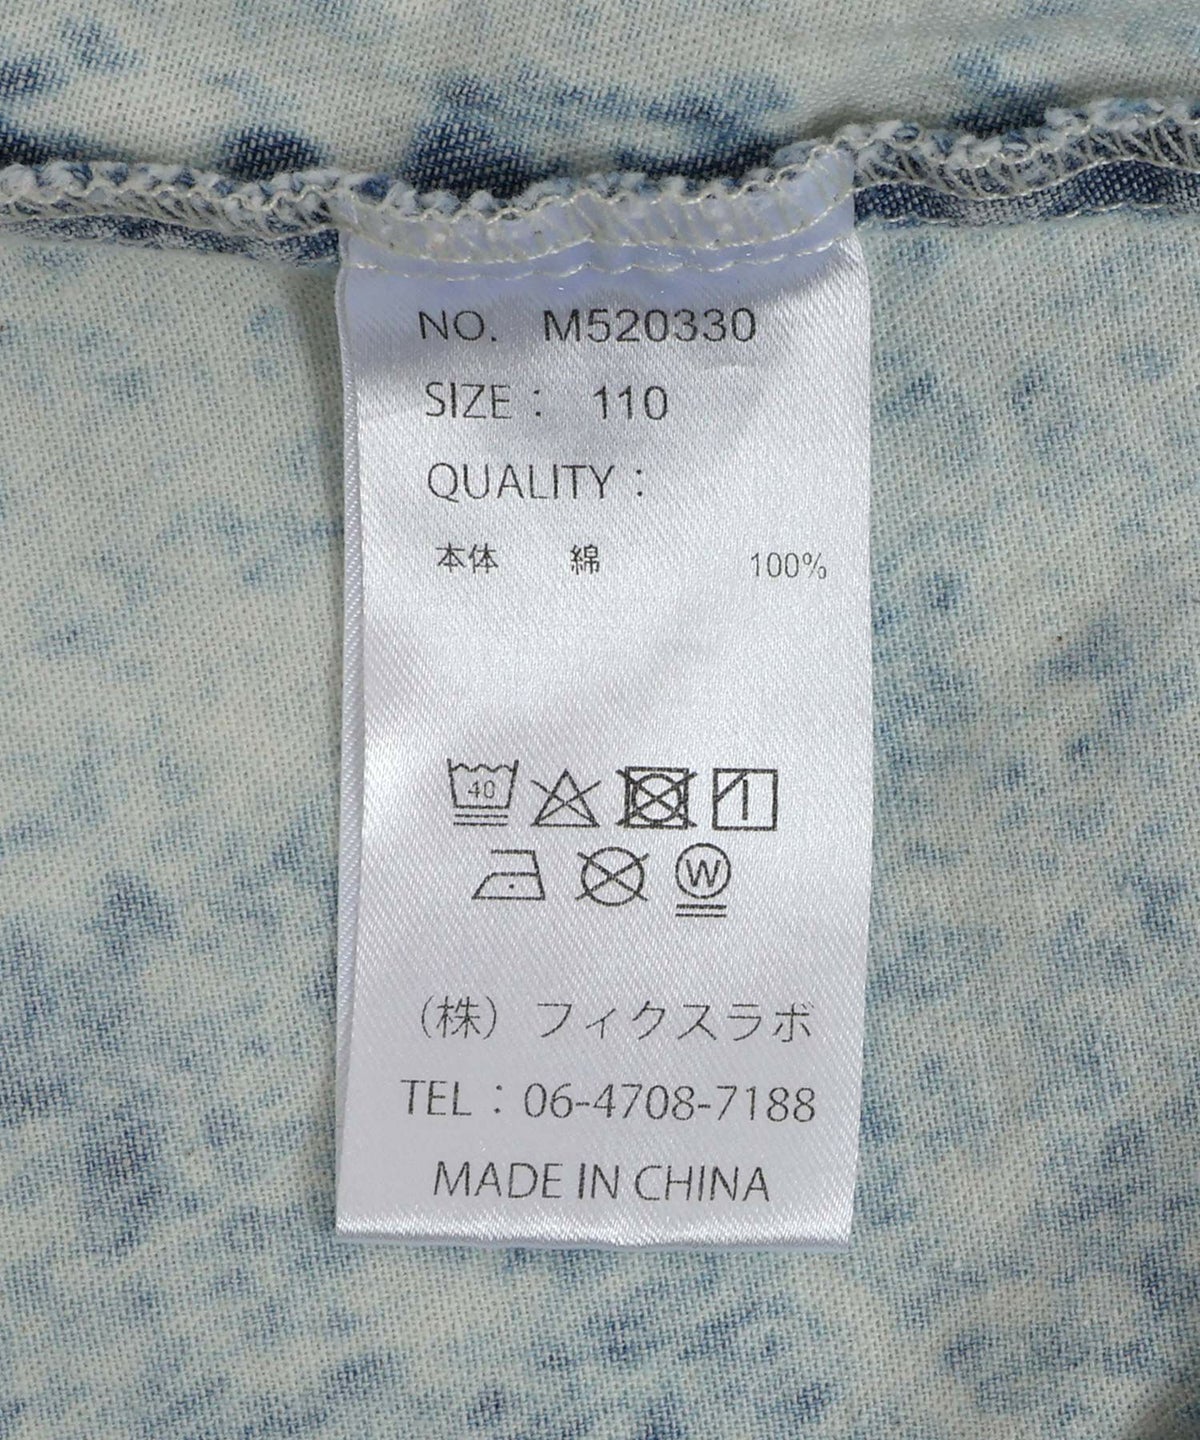 NO. M520330
SIZE : 110
QUALITY :
本体 綿 100%
40
W
(株) フィクスラボ
TEL : 06-4708-7188
MADE IN CHINA